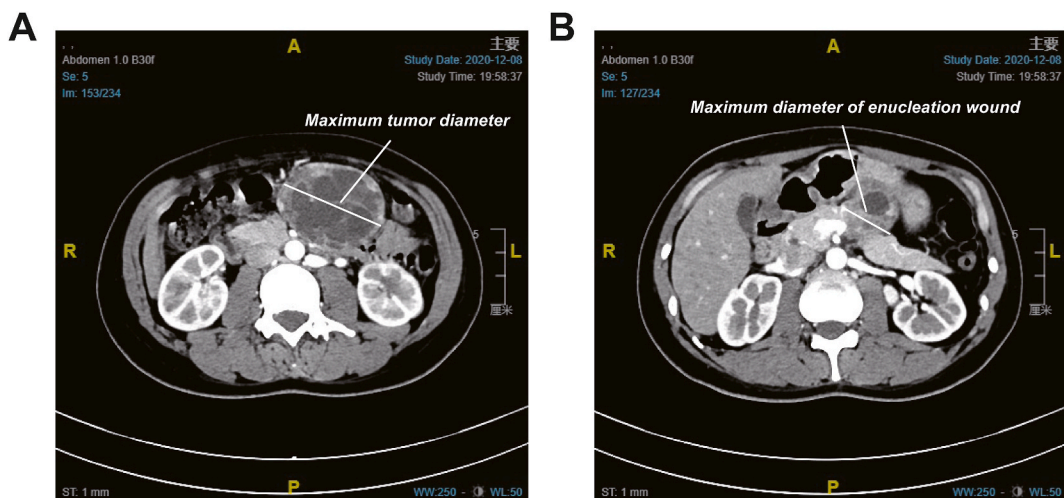 A
, ,
Abdomen 1.0 B30f
Se: 5
Im: 153/234
A
主要
Study Date: 2020-12-08
Study Time: 19:58:37
Maximum tumor diameter
R
5
L
厘米
ST: 1 mm
P
WW:250 - WL:50
B
, ,
Abdomen 1.0 B30f
Se: 5
Im: 127/234
A
主要
Study Date: 2020-12-08
Study Time: 19:58:37
Maximum diameter of enucleation wound
R
5
L
厘米
ST: 1 mm
P
WW:250 - WL:50